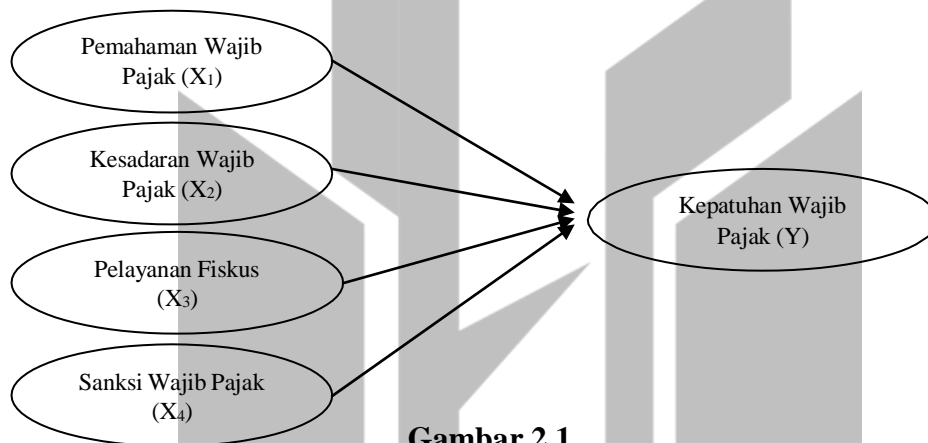 Pemahaman Wajib
Pajak (X₁)
Kesadaran Wajib
Pajak (X₂)
Pelayanan Fiskus
(X₃)
Sanksi Wajib Pajak
(X₄)
Kepatuhan Wajib
Pajak (Y)
Gambar 2.1